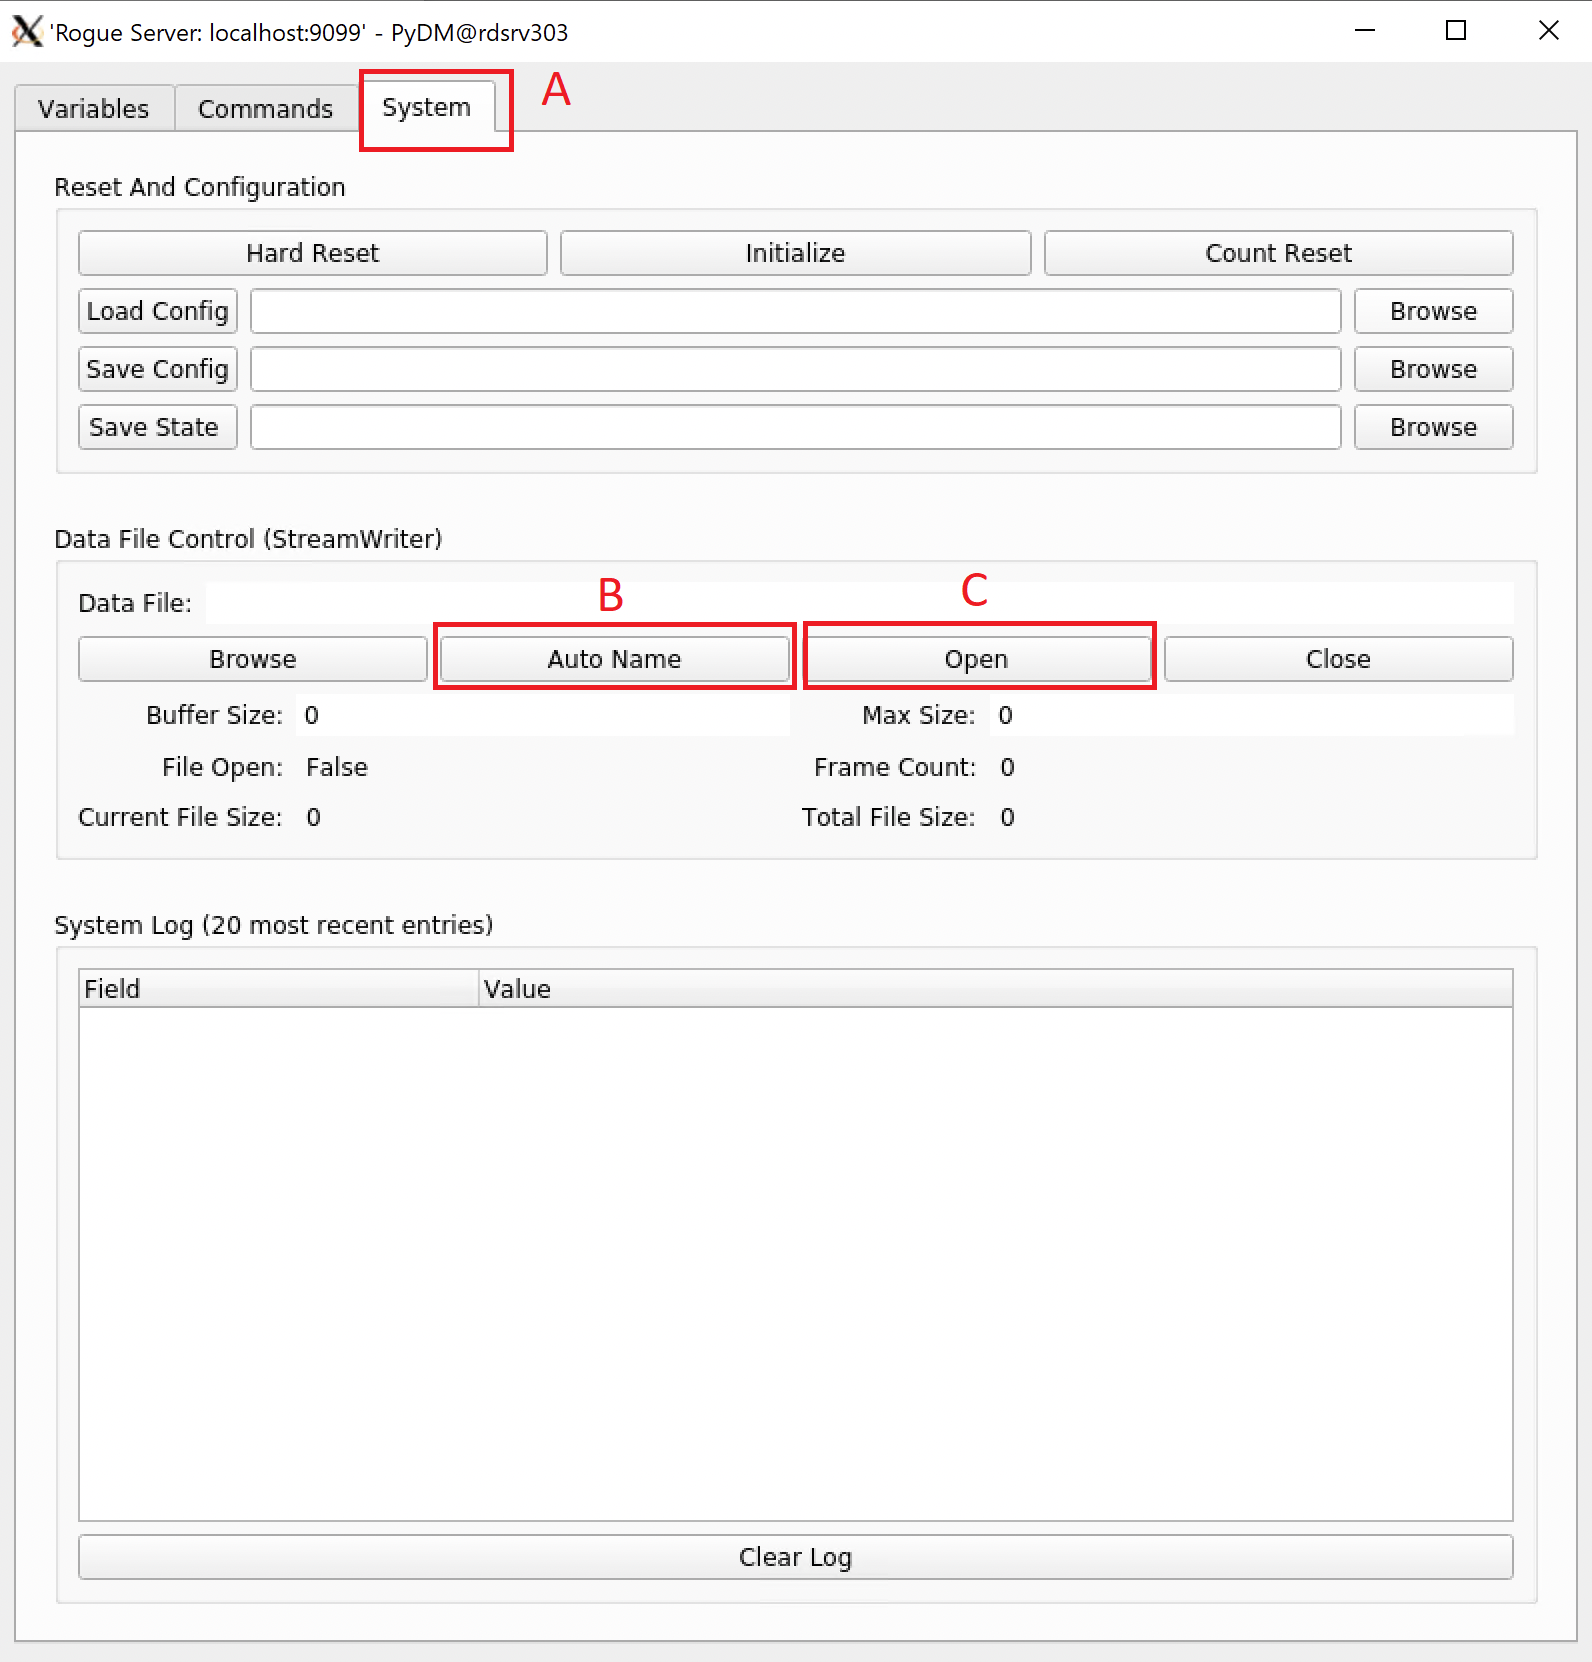 'Rogue Server: localhost:9099' - PyDM@rdsrv303
Variables Commands System A
Reset And Configuration
Hard Reset Initialize Count Reset
Load Config Browse
Save Config Browse
Save State Browse
Data File Control (StreamWriter)
Data File: B C
Browse Auto Name Open Close
Buffer Size: 0 Max Size: 0
File Open: False Frame Count: 0
Current File Size: 0 Total File Size: 0
System Log (20 most recent entries)
Field Value
Clear Log